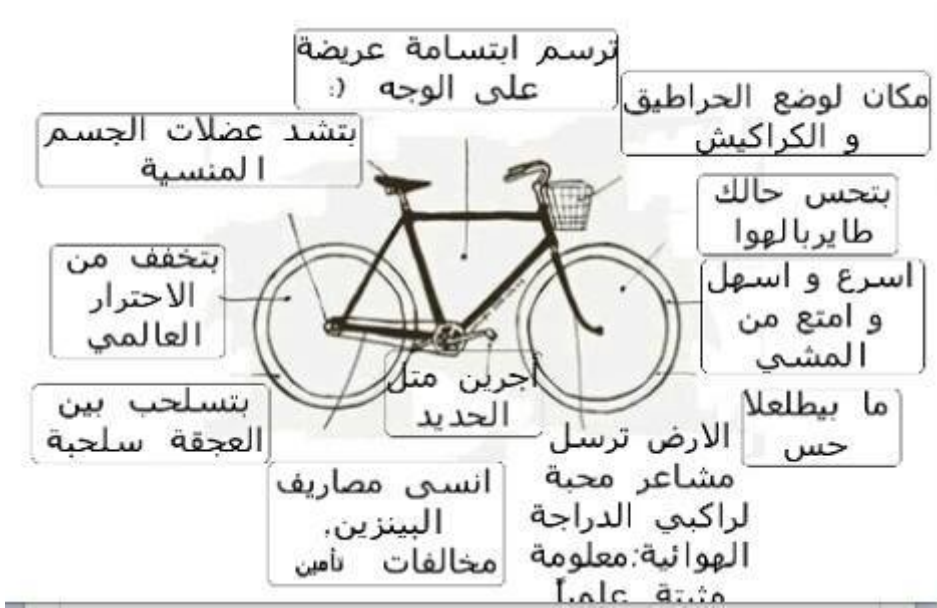 ترسم ابتسامة عريضة
على الوجه :)
مكان لوضع الحراطيق
و الكراكيش
بتشد عضلات الجسم
المنسية
بتحس حالك
طايربالهوا
بتخفف من
الاحترار
العالمي
اسرع و اسهل
و امتع من
المشي
أجرين متل
الحديد
بتسلحب بين
العجقة سلحبة
ما بيطلعلا
حس
انسى مصاريف
البينزين,
مخالفات تأمين
الارض ترسل
مشاعر محبة
لراكبي الدراجة
الهوائية:معلومة
مثبتة علمياً